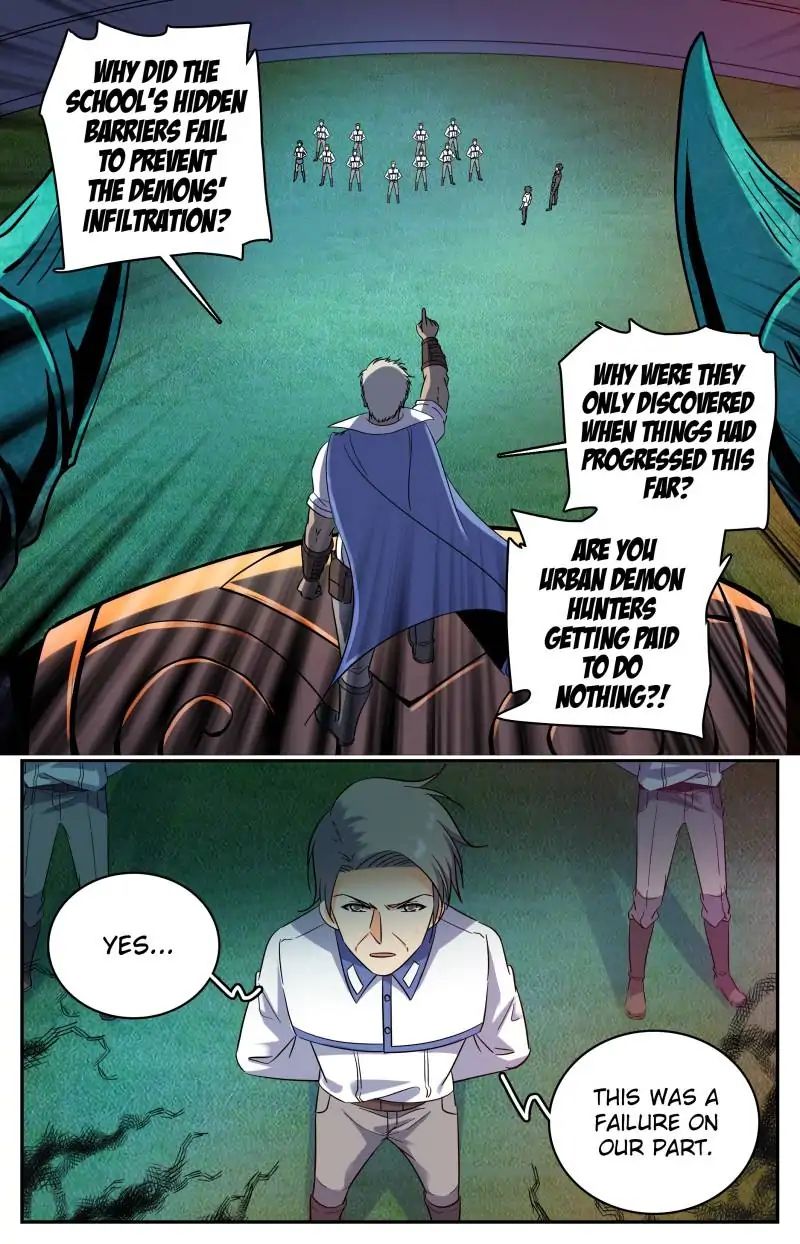 WHY DID THE
SCHOOL'S HIDDEN
BARRIERS FAIL
TO PREVENT
THE DEMONS'
INFILTRATION?
WHY WERE THEY
ONLY DISCOVERED
WHEN THINGS HAD
PROGRESSED THIS
FAR?
ARE YOU
URBAN DEMON
HUNTERS
GETTING PAID
TO DO
NOTHING?!
YES...
THIS WAS A
FAILURE ON
OUR PART.